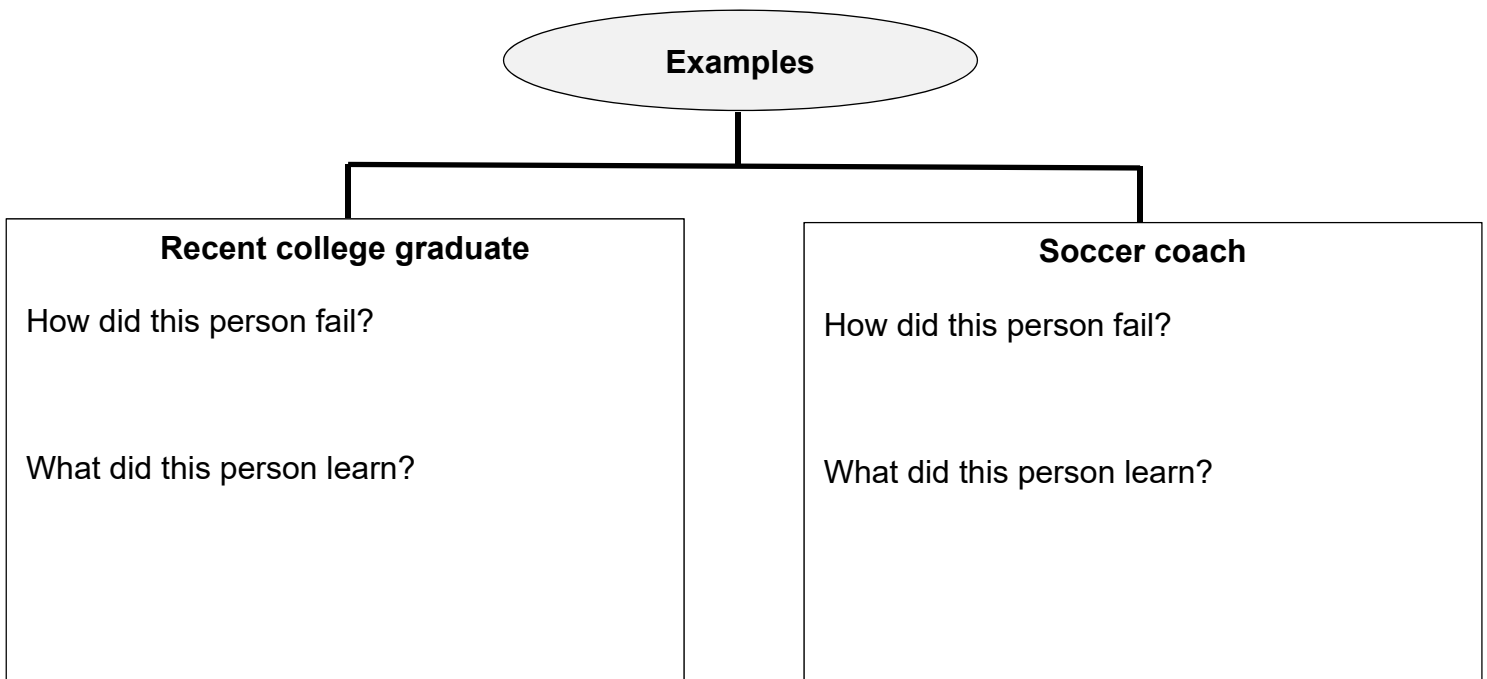 Examples
Recent college graduate
How did this person fail?
What did this person learn?
Soccer coach
How did this person fail?
What did this person learn?